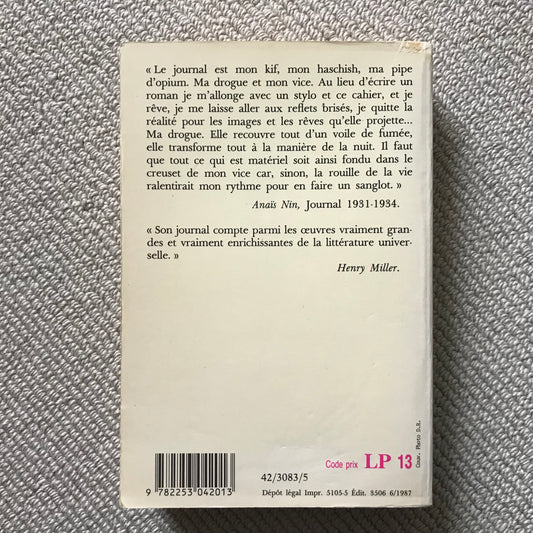 « Le journal est mon kif, mon haschish, ma pipe
d'opium. Ma drogue et mon vice. Au lieu d'écrire un
roman je m'allonge avec un stylo et ce cahier, et je
rêve, je me laisse aller aux reflets brisés, je quitte la
réalité pour les images et les rêves qu'elle projette...
Ma drogue. Elle recouvre tout d'un voile de fumée,
elle transforme tout à la manière de la nuit. Il faut
que tout ce qui est matériel soit ainsi fondu dans le
creuset de mon vice car, sinon, la rouille de la vie
ralentirait mon rythme pour en faire un sanglot. »
Anaïs Nin, Journal 1931-1934.
« Son journal compte parmi les œuvres vraiment gran-
des et vraiment enrichissantes de la littérature univer-
selle. »
Henry Miller.
Couv. Photo D.R.
Code prix LP 13
42/3083/5
9 782253 042013
Dépôt légal Impr. 5105-5 Édit. 3506 6/1987